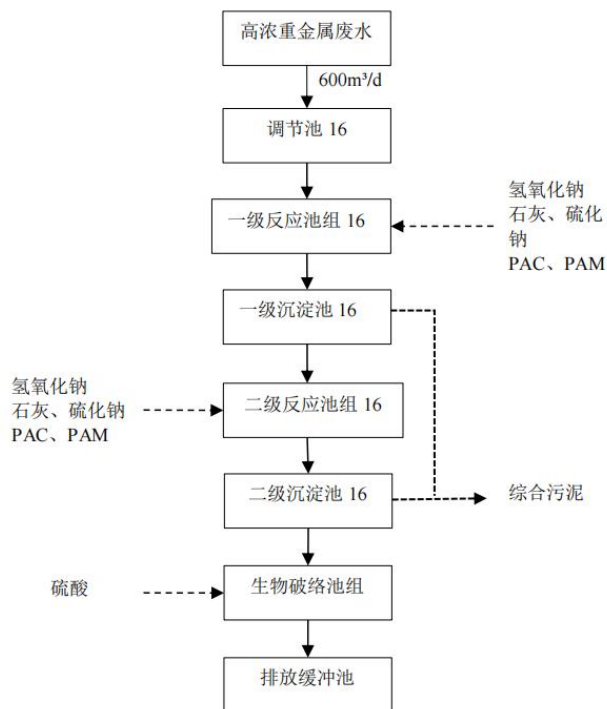 高浓重金属废水
600m³/d
调节池 16
一级反应池组 16
氢氧化钠
石灰、硫化
钠
PAC、PAM
一级沉淀池 16
氢氧化钠
石灰、硫化钠
PAC、PAM
二级反应池组 16
二级沉淀池 16
综合污泥
硫酸
生物破络池组
排放缓冲池